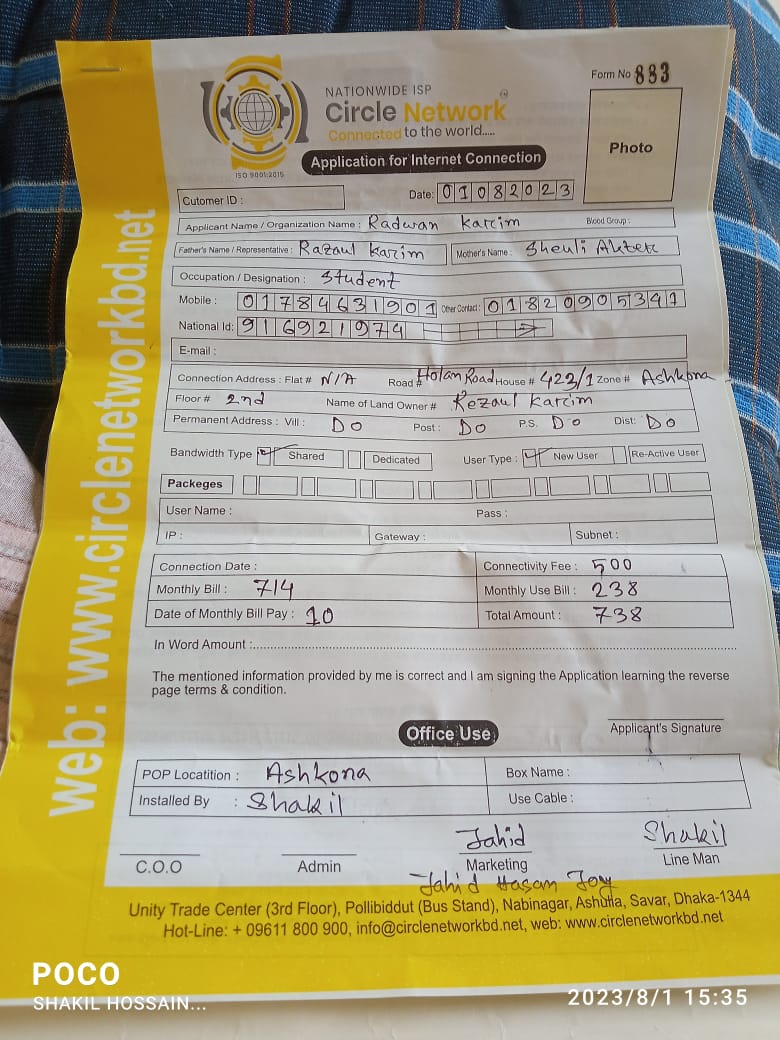 Form No 883
NATIONWIDE ISP
Circle Network
Connected to the world.....
ISO 9001:2015
Application for Internet Connection
Photo
Cutomer ID :
Date: 01082023
Applicant Name / Organization Name : Radwan Karim Blood Group :
Father's Name / Representative : Razaul Karim Mother's Name : Sheuli Akter
Occupation / Designation : Student
Mobile : 01784631901 Other Contact : 01820905341
National Id: 916921974
E-mail :
Connection Address : Flat # N/A Road # Holan Road House # 423/1 Zone # Ashkona
Floor # 2nd Name of Land Owner # Rezaul Karim
Permanent Address : Vill : Do Post : Do P.S. Do Dist: Do
Bandwidth Type Shared Dedicated User Type : New User Re-Active User
Packeges
User Name : Pass :
IP : Gateway : Subnet :
Connection Date : Connectivity Fee : 500
Monthly Bill : 714 Monthly Use Bill : 238
Date of Monthly Bill Pay : 10 Total Amount : 738
In Word Amount :
The mentioned information provided by me is correct and I am signing the Application learning the reverse
page terms & condition.
Applicant's Signature
Office Use
POP Locatition : Ashkona Box Name :
Installed By : Shakil Use Cable :
Jahid Shakil
C.O.O Admin Marketing Line Man
Jahid Hasan Joy
Unity Trade Center (3rd Floor), Pollibiddut (Bus Stand), Nabinagar, Ashulia, Savar, Dhaka-1344
Hot-Line: + 09611 800 900, info@circlenetworkbd.net, web: www.circlenetworkbd.net
web: www.circlenetworkbd.net
POCO
SHAKIL HOSSAIN...
2023/8/1 15:35